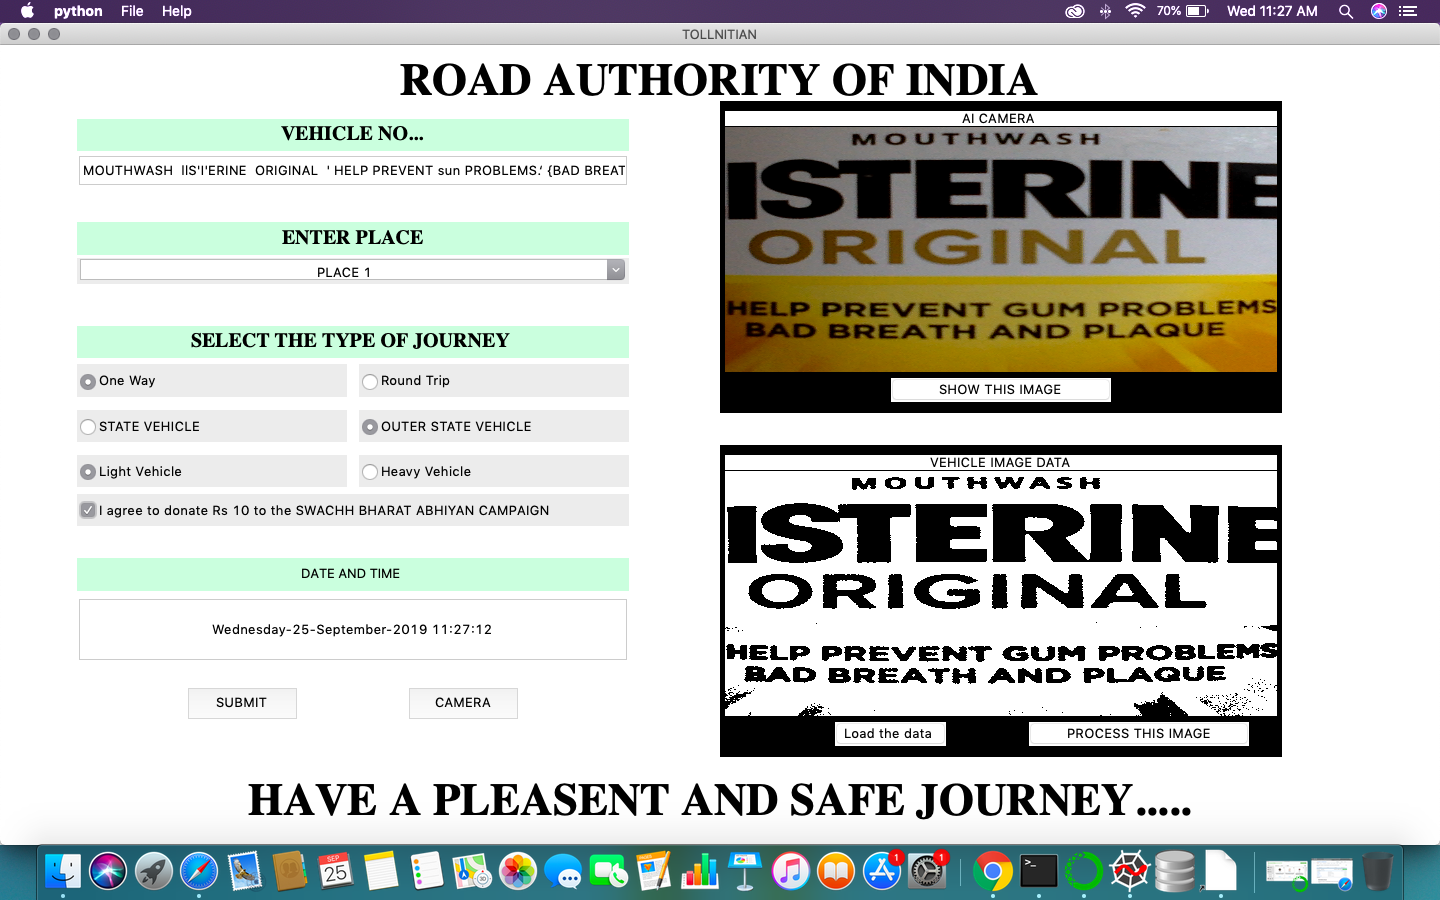 python File Help 70% Wed 11:27 AM
TOLLNITIAN
ROAD AUTHORITY OF INDIA
VEHICLE NO...
MOUTHWASH llS'I'ERINE ORIGINAL ' HELP PREVENT sun PROBLEMS.' {BAD BREAT
ENTER PLACE
PLACE 1
SELECT THE TYPE OF JOURNEY
One Way Round Trip
STATE VEHICLE OUTER STATE VEHICLE
Light Vehicle Heavy Vehicle
I agree to donate Rs 10 to the SWACHH BHARAT ABHIYAN CAMPAIGN
DATE AND TIME
Wednesday-25-September-2019 11:27:12
SUBMIT CAMERA
AI CAMERA
MOUTHWASH
ISTERINE
ORIGINAL
HELP PREVENT GUM PROBLEMS
BAD BREATH AND PLAQUE
SHOW THIS IMAGE
VEHICLE IMAGE DATA
MOUTHWASH
ISTERINE
ORIGINAL
HELP PREVENT GUM PROBLEMS
BAD BREATH AND PLAQUE
Load the data PROCESS THIS IMAGE
HAVE A PLEASENT AND SAFE JOURNEY.....
SEP
25
1 1